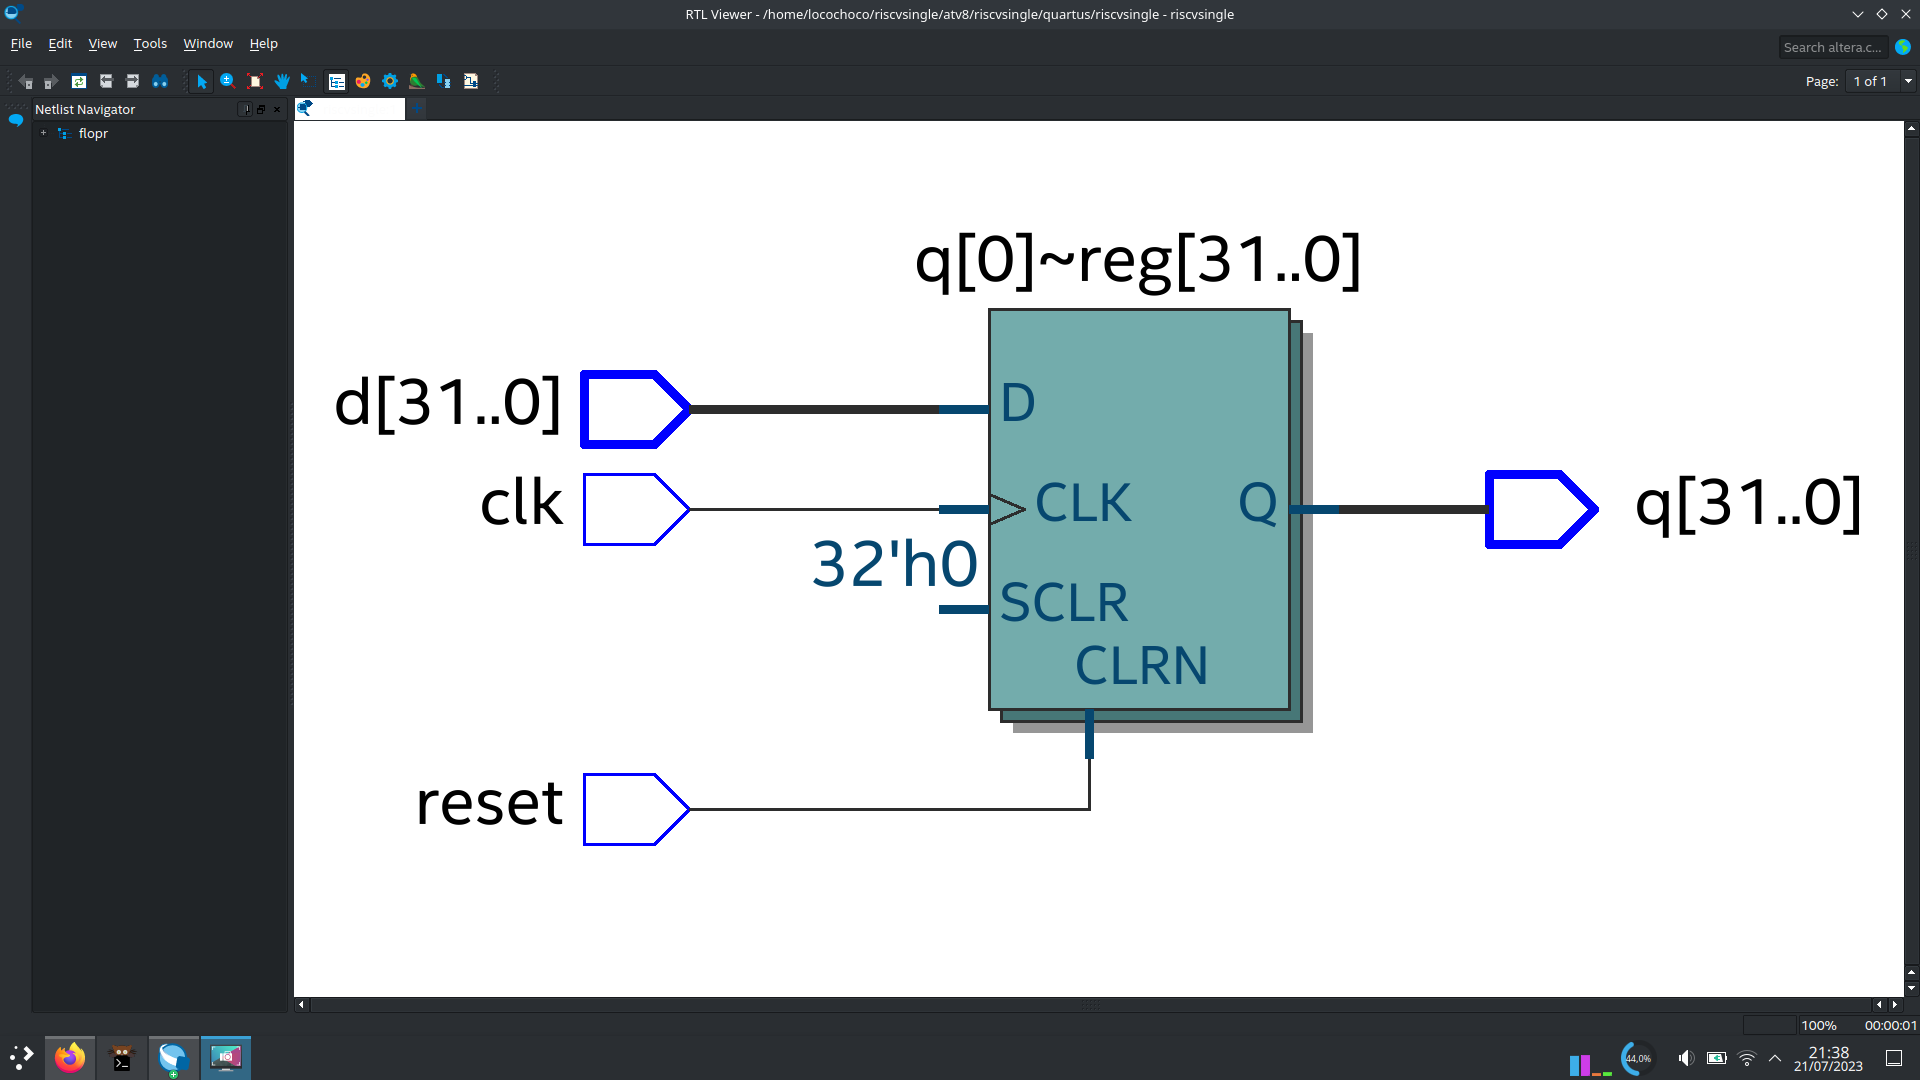 RTL Viewer - /home/locochoco/riscvsingle/atv8/riscvsingle/quartus/riscvsingle - riscvsingle
File Edit View Tools Window Help
Search altera.c...
Page: 1 of 1
Netlist Navigator
flopr
q[0]~reg[31..0]
d[31..0]
D
clk
CLK
Q
q[31..0]
32'h0
SCLR
CLRN
reset
100% 00:00:01
44,0%
21:38
21/07/2023